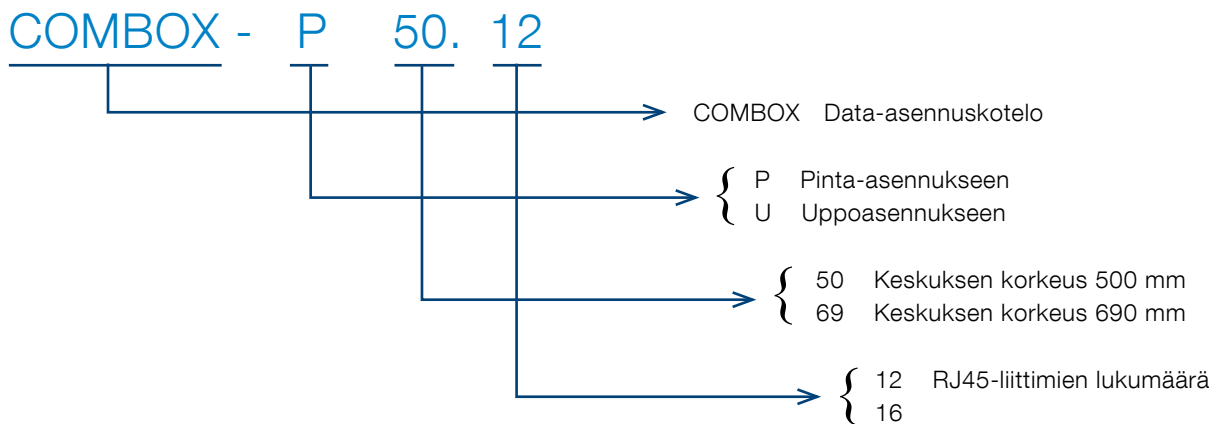 COMBOX - P 50. 12
COMBOX Data-asennuskotelo
{ P Pinta-asennukseen
U Uppoasennukseen
{ 50 Keskuksen korkeus 500 mm
69 Keskuksen korkeus 690 mm
{ 12 RJ45-liittimien lukumäärä
16